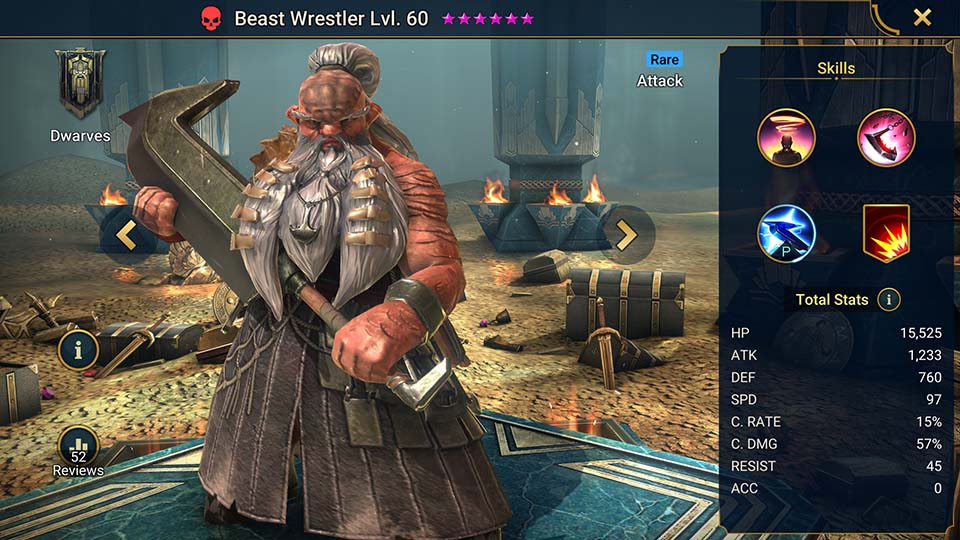 Beast Wrestler Lvl. 60
Dwarves
Rare
Attack
Skills
P
Total Stats i
HP 15,525
ATK 1,233
DEF 760
SPD 97
C. RATE 15%
C. DMG 57%
RESIST 45
ACC 0
i
52
Reviews